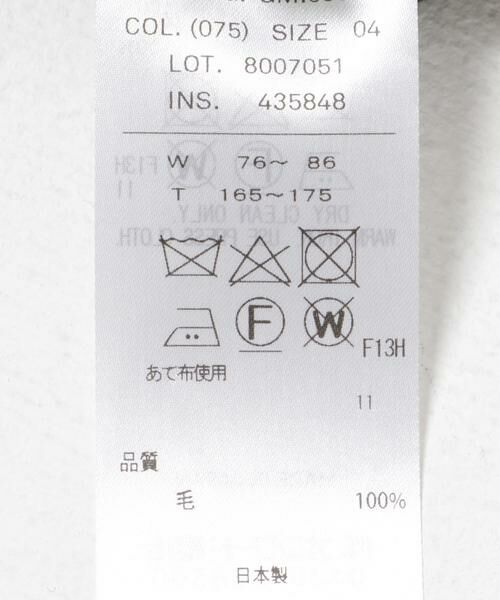 COL. (075) SIZE 04
LOT. 8007051
INS. 435848
W 76～ 86
T 165～175
F W
F13H
あて布使用
11
品質
毛 100%
日本製